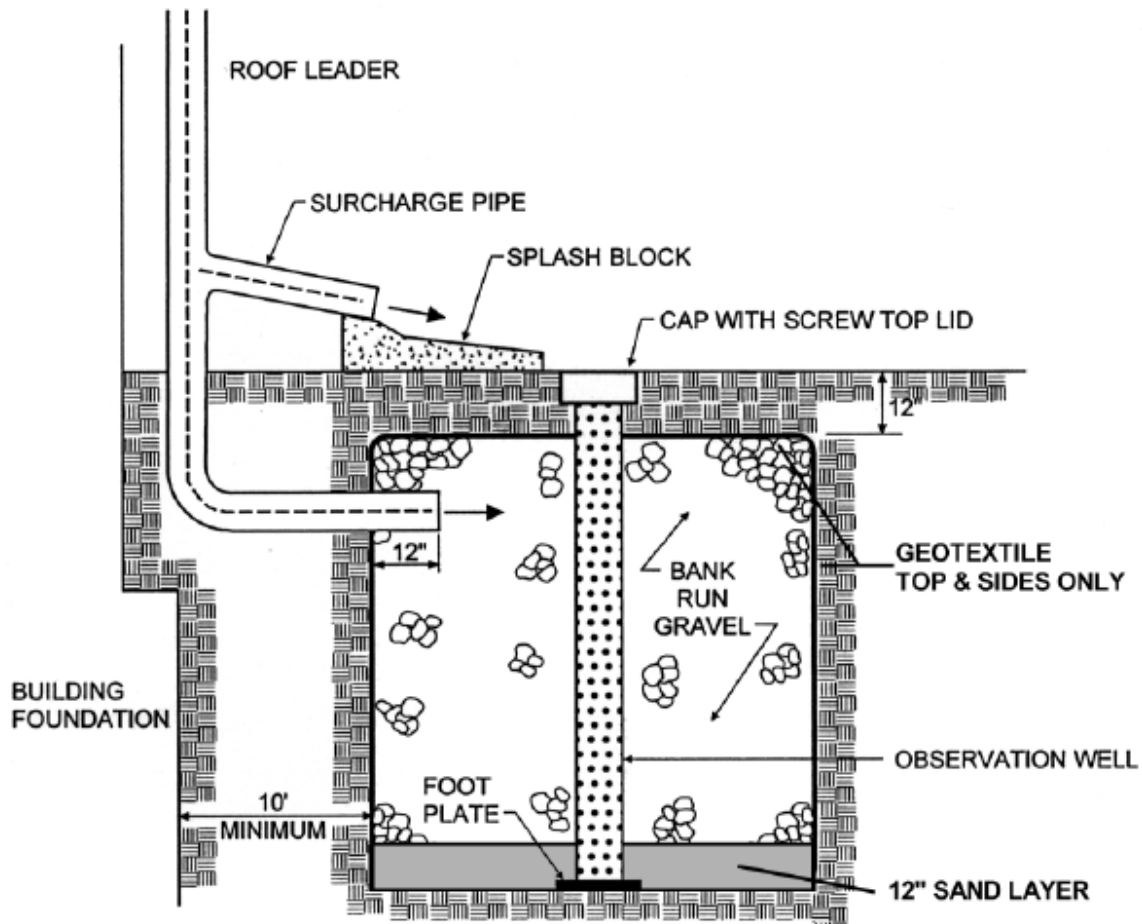 ROOF LEADER
SURCHARGE PIPE
SPLASH BLOCK
CAP WITH SCREW TOP LID
12"
12"
GEOTEXTILE
TOP & SIDES ONLY
BANK
RUN
GRAVEL
BUILDING
FOUNDATION
OBSERVATION WELL
FOOT
PLATE
10'
MINIMUM
12" SAND LAYER